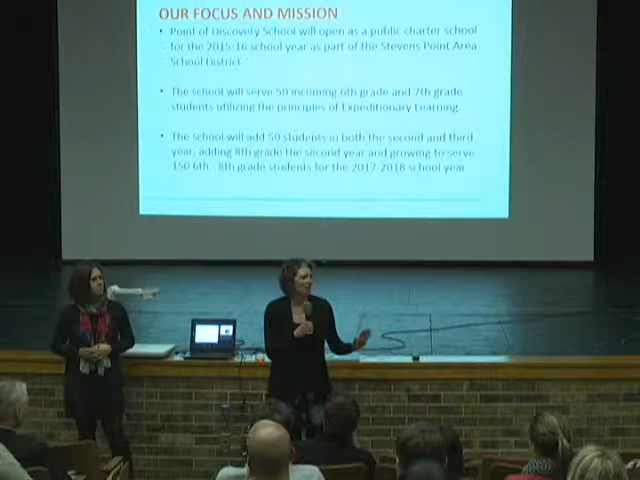 OUR FOCUS AND MISSION
• Point of Discovery School will open as a public charter school
for the 2015-16 school year as part of the Stevens Point Area
School District
• The school will serve 50 incoming 6th grade and 7th grade
students utilizing the principles of Expeditionary Learning
• The school will add 50 students in both the second and third
year, adding 8th grade the second year and growing to serve
150 6th - 8th grade students for the 2017-2018 school year